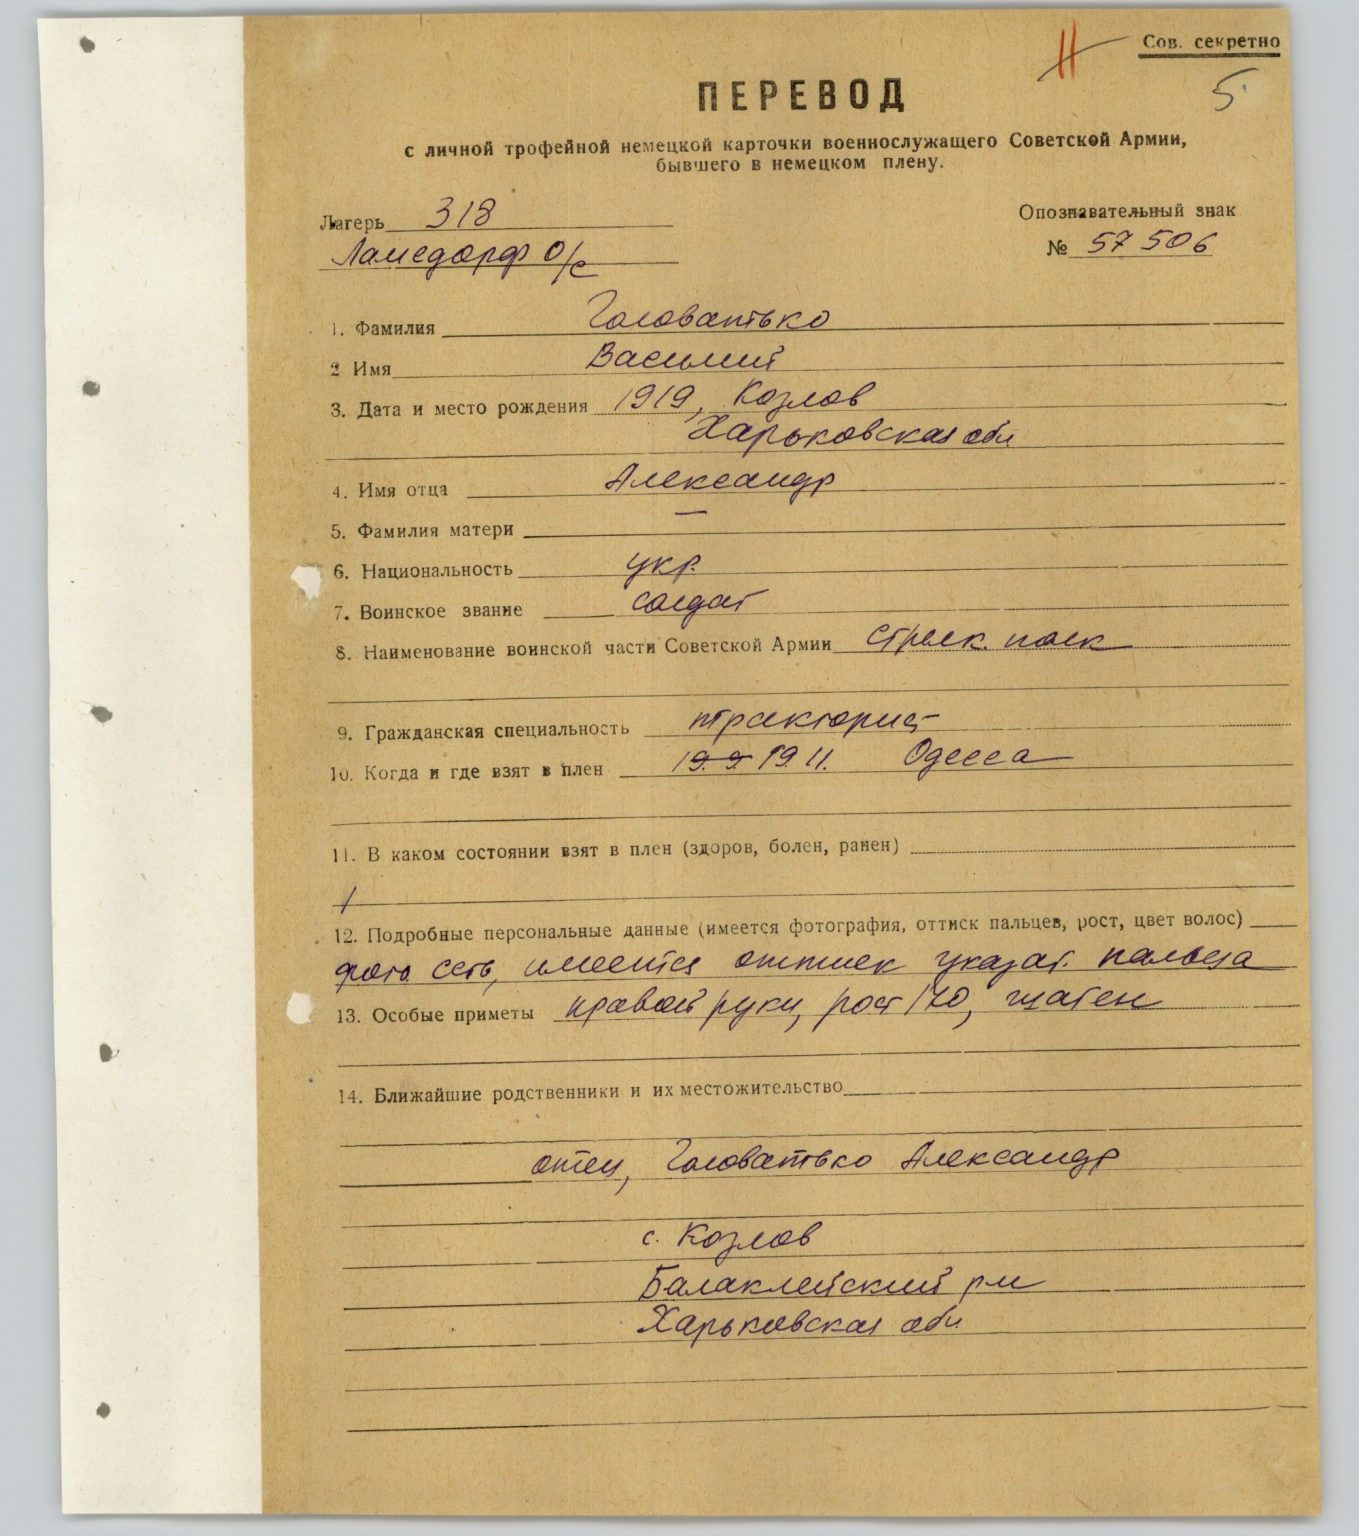 Сов. секретно
5
ПЕРЕВОД
с личной трофейной немецкой карточки военнослужащего Советской Армии,
бывшего в немецком плену.
Лагерь 318
Ламсдорф О/с
Опознавательный знак
№ 57506
1. Фамилия Головатько
2 Имя Василий
3. Дата и место рождения 1919, Козлов
Харьковская обл
4. Имя отца Александр
5. Фамилия матери —
6. Национальность укр.
7. Воинское звание солдат
8. Наименование воинской части Советской Армии стрелк. полк
9. Гражданская специальность тракторист
10. Когда и где взят в плен 19.9. 19.11. Одесса
11. В каком состоянии взят в плен (здоров, болен, ранен)
12. Подробные персональные данные (имеется фотография, оттиск пальцев, рост, цвет волос)
фото есть, имеется оттиск указат. пальца
13. Особые приметы правой руки, рост 170, шатен
14. Ближайшие родственники и их местожительство
отец, Головатько Александр
с. Козлов
Балаклейский р-н
Харьковская обл